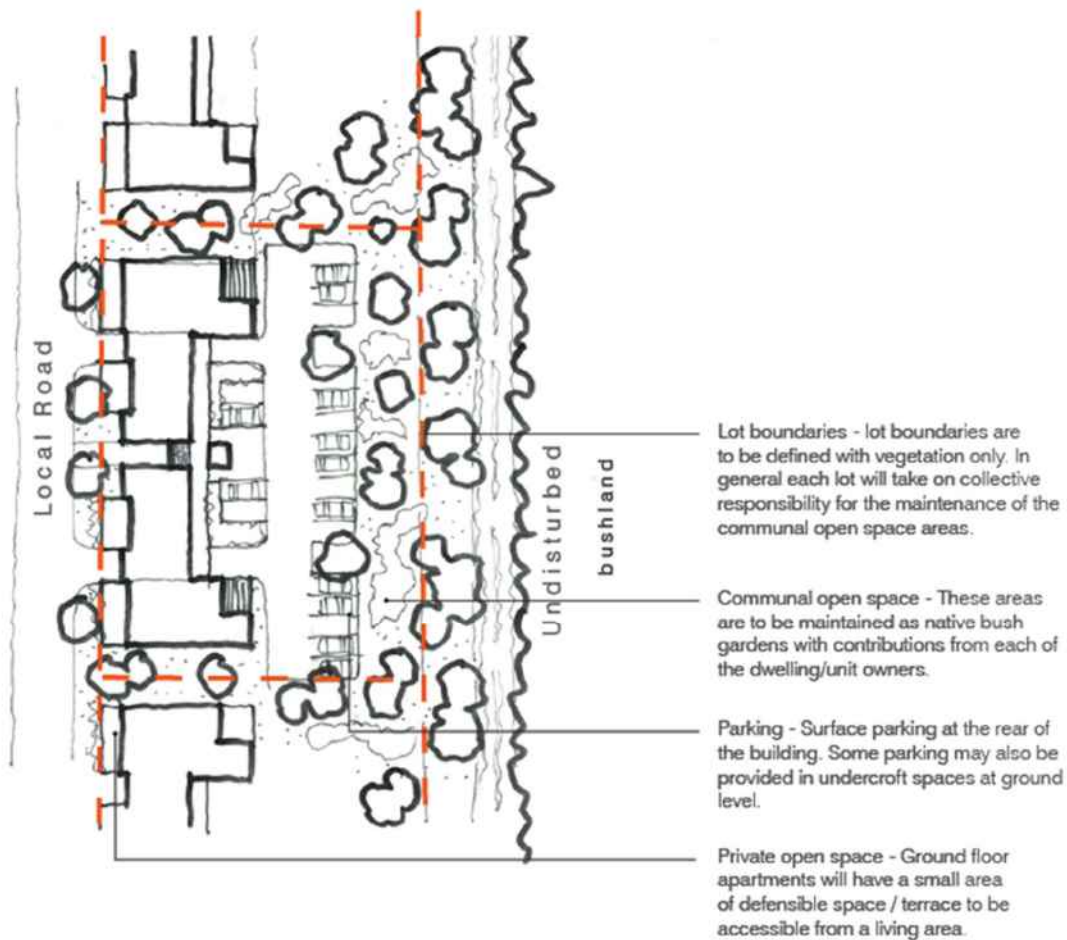 Local Road
Undisturbed
bushland
Lot boundaries - lot boundaries are
to be defined with vegetation only. In
general each lot will take on collective
responsibility for the maintenance of the
communal open space areas.
Communal open space - These areas
are to be maintained as native bush
gardens with contributions from each of
the dwelling/unit owners.
Parking - Surface parking at the rear of
the building. Some parking may also be
provided in undercroft spaces at ground
level.
Private open space - Ground floor
apartments will have a small area
of defensible space / terrace to be
accessible from a living area.